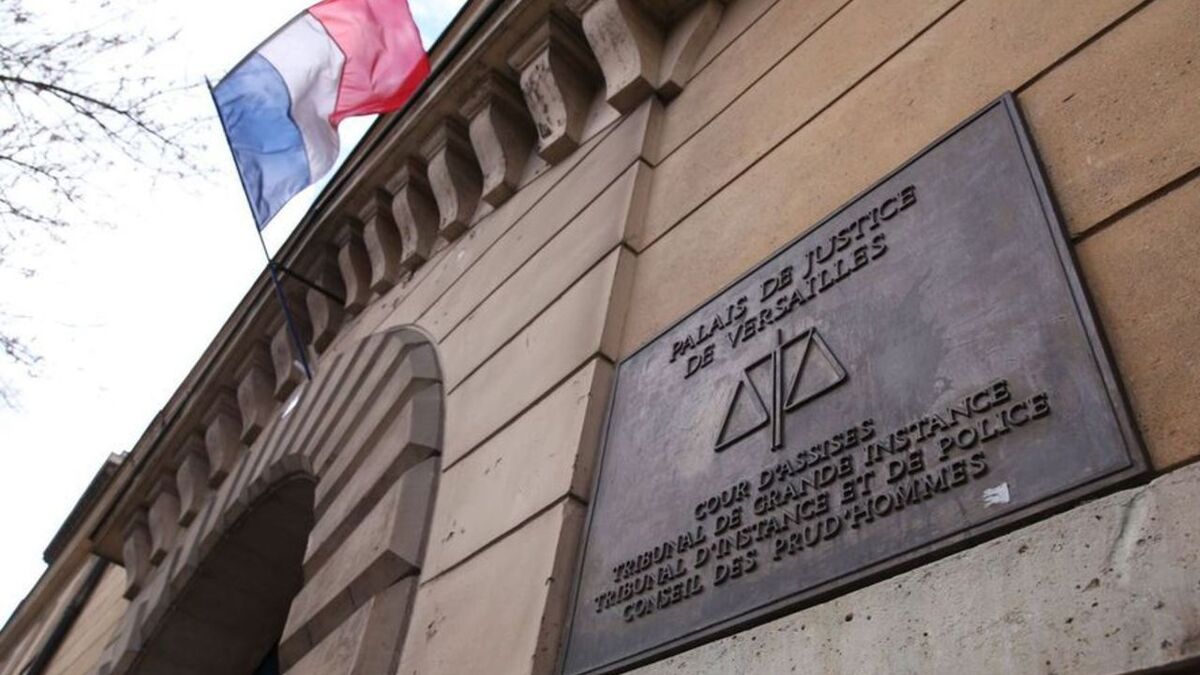 PALAIS DE JUSTICE
DE VERSAILLES
COUR D'ASSISES
TRIBUNAL DE GRANDE INSTANCE
TRIBUNAL D'INSTANCE ET DE POLICE
CONSEIL DES PRUD'HOMMES